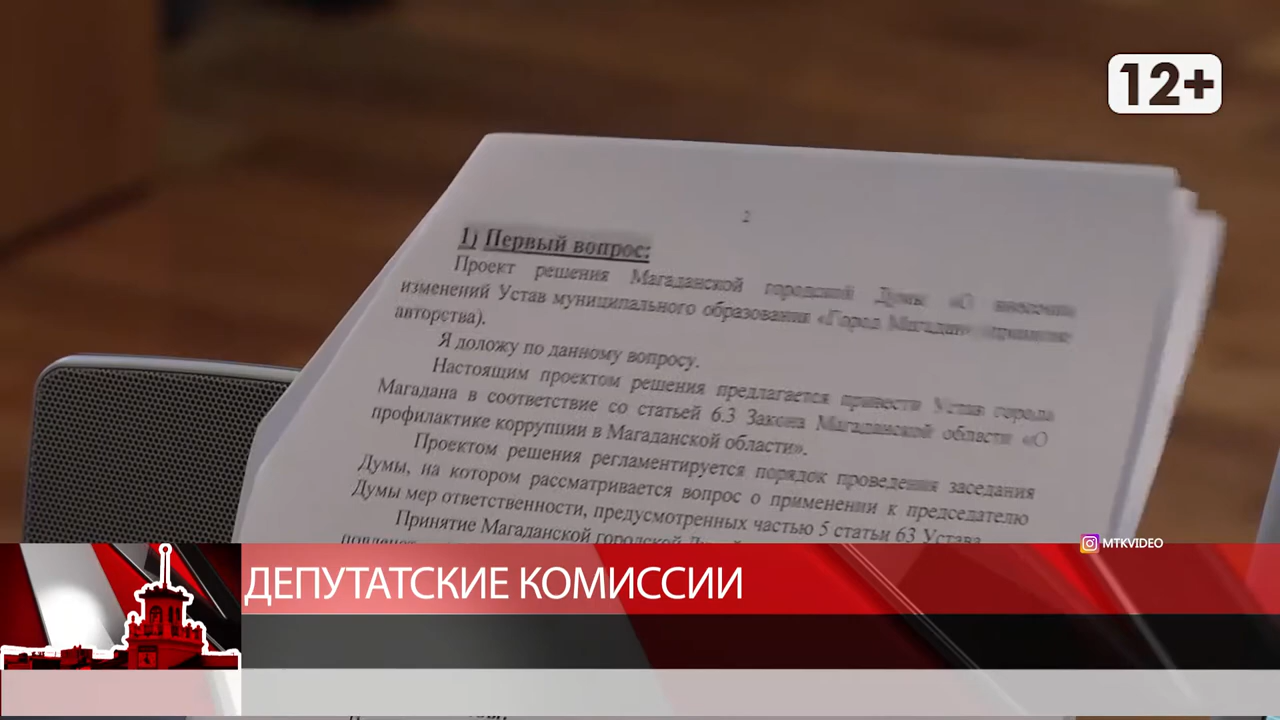 12+
2
1) Первый вопрос:
Проект решения Магаданской городской Думы «О внесении
изменений Устав муниципального образования «Город Магадан»
авторства).
Я доложу по данному вопросу.
Настоящим проектом решения предлагается привести Устав города
Магадана в соответствие со статьей 6.3 Закона Магаданской области «О
профилактике коррупции в Магаданской области».
Проектом решения регламентируется порядок проведения заседания
Думы, на котором рассматривается вопрос о применении к председателю
Думы мер ответственности, предусмотренных частью 5 статьи 63 Устава
Принятие Магаданской городской
MTKVIDEO
ДЕПУТАТСКИЕ КОМИССИИ